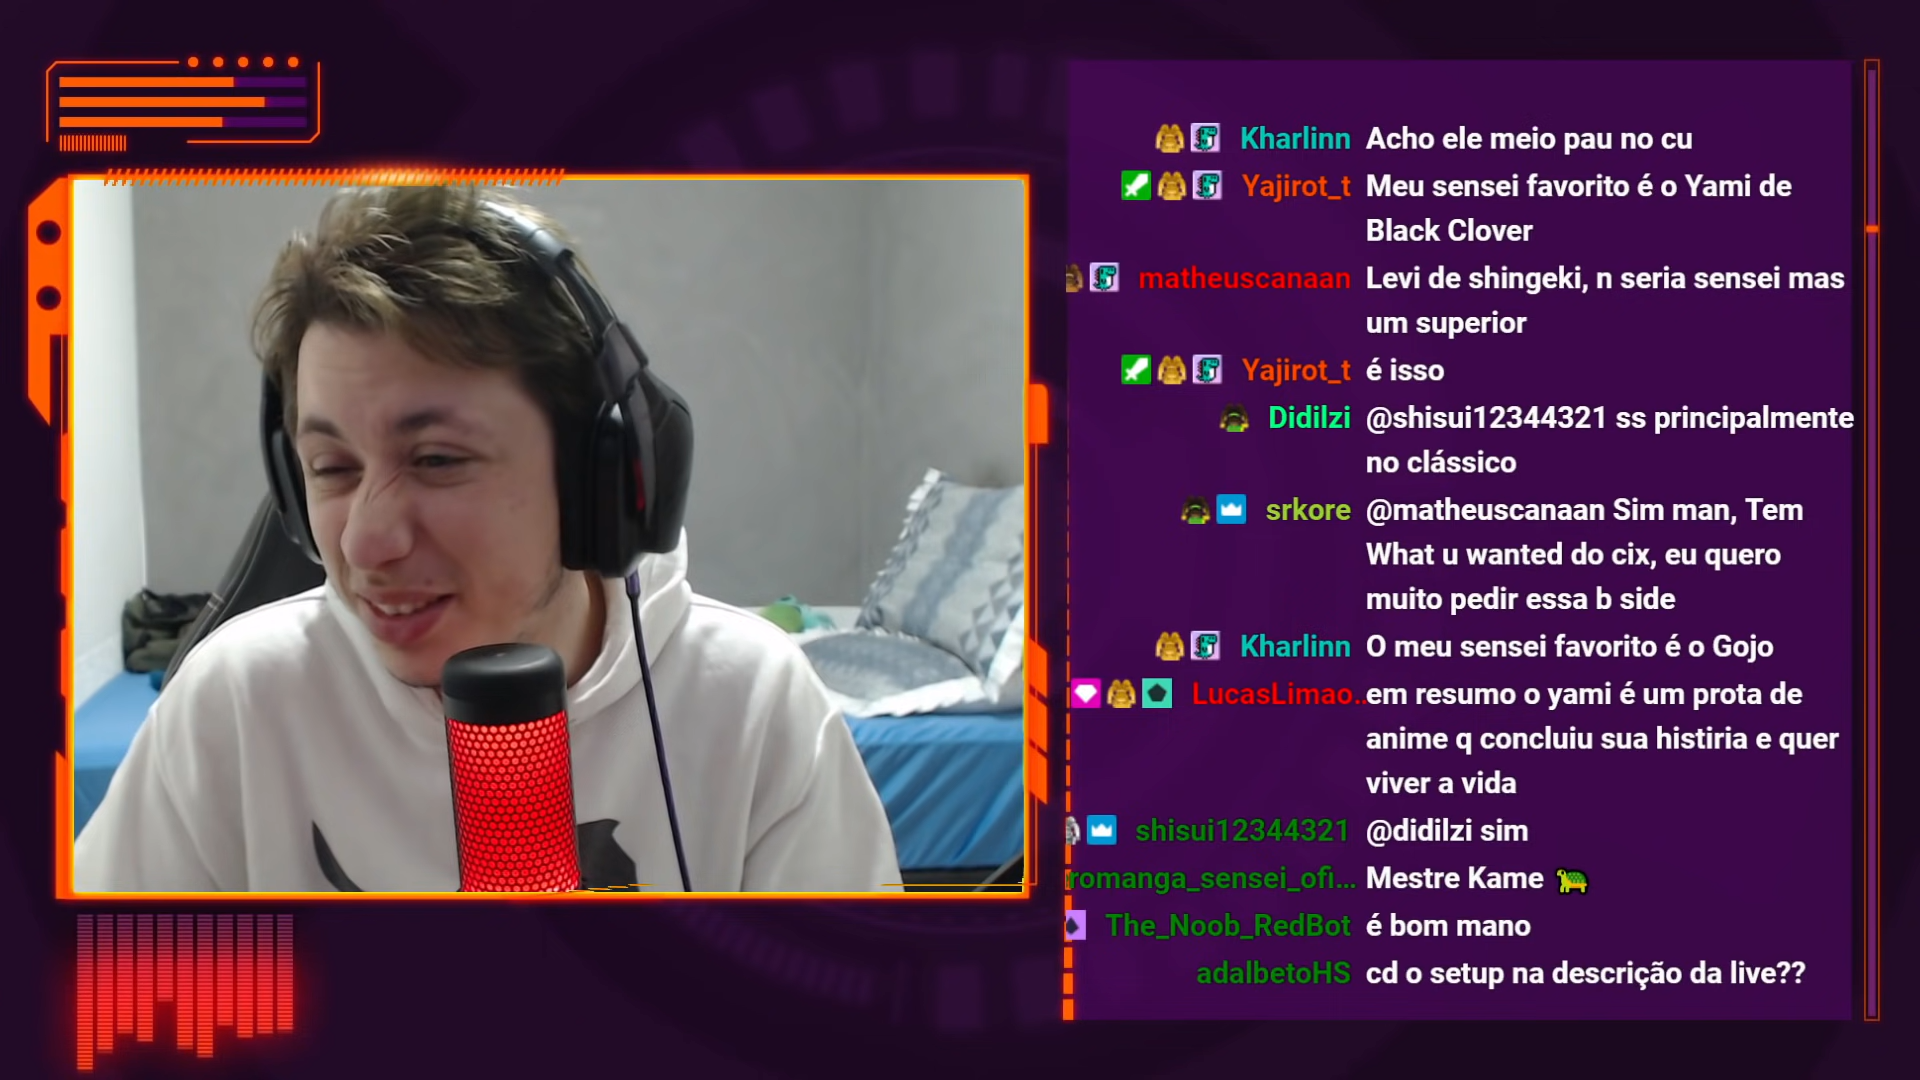 Kharlinn Acho ele meio pau no cu
Yajirot_t Meu sensei favorito é o Yami de
Black Clover
matheuscanaan Levi de shingeki, n seria sensei mas
um superior
Yajirot_t é isso
Didilzi @shisui12344321 ss principalmente
no clássico
srkore @matheuscanaan Sim man, Tem
What u wanted do cix, eu quero
muito pedir essa b side
Kharlinn O meu sensei favorito é o Gojo
LucasLimao.. em resumo o yami é um prota de
anime q concluiu sua histiria e quer
viver a vida
shisui12344321 @didilzi sim
romanga_sensei_ofi... Mestre Kame
The_Noob_RedBot é bom mano
adalbetoHS cd o setup na descrição da live??